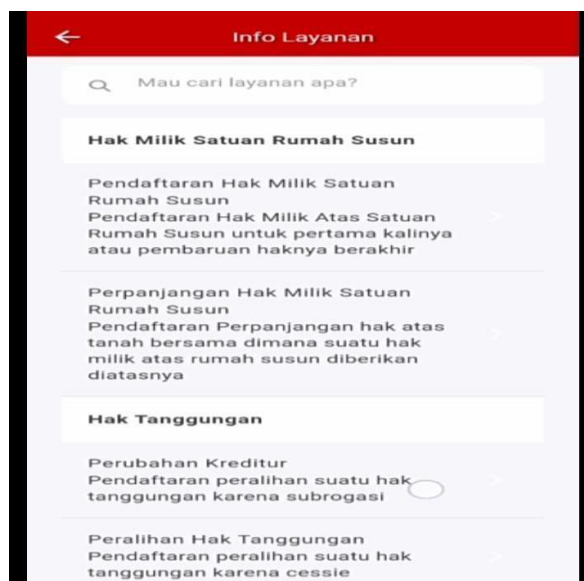 Info Layanan
Mau cari layanan apa?
Hak Milik Satuan Rumah Susun
Pendaftaran Hak Milik Satuan
Rumah Susun
Pendaftaran Hak Milik Atas Satuan
Rumah Susun untuk pertama kalinya
atau pembaruan haknya berakhir
Perpanjangan Hak Milik Satuan
Rumah Susun
Pendaftaran Perpanjangan hak atas
tanah bersama dimana suatu hak
milik atas rumah susun diberikan
diatasnya
Hak Tanggungan
Perubahan Kreditur
Pendaftaran peralihan suatu hak
tanggungan karena subrogasi
Peralihan Hak Tanggungan
Pendaftaran peralihan suatu hak
tanggungan karena cessie